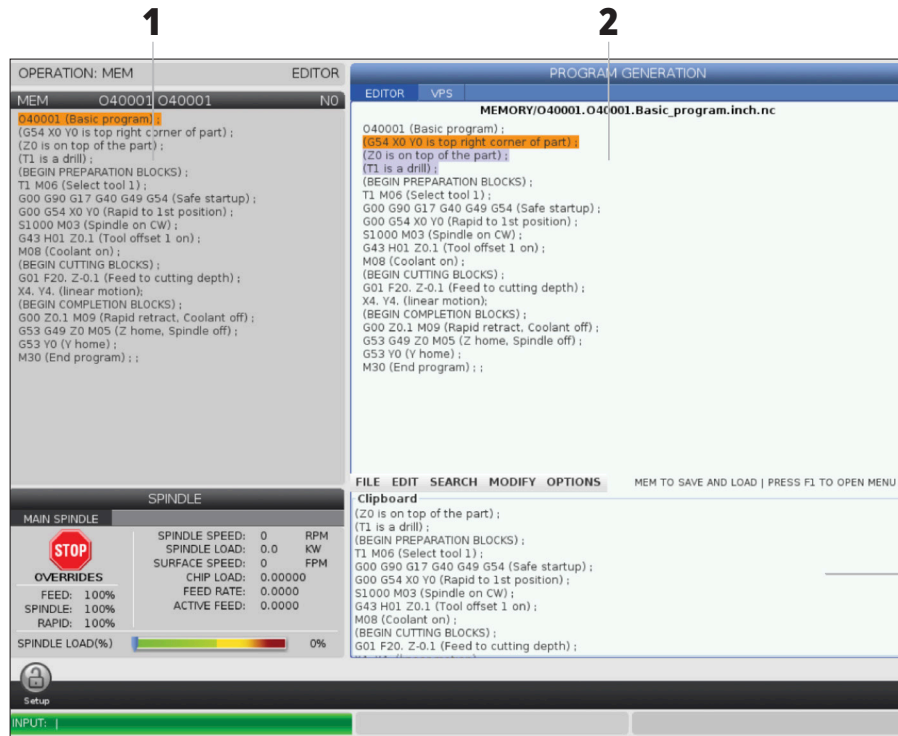 1
2
OPERATION: MEM EDITOR
MEM O40001 O40001 N0
O40001 (Basic program) ;
(G54 X0 Y0 is top right corner of part) ;
(Z0 is on top of the part) ;
(T1 is a drill) ;
(BEGIN PREPARATION BLOCKS) ;
T1 M06 (Select tool 1) ;
G00 G90 G17 G40 G49 G54 (Safe startup) ;
G00 G54 X0 Y0 (Rapid to 1st position) ;
S1000 M03 (Spindle on CW) ;
G43 H01 Z0.1 (Tool offset 1 on) ;
M08 (Coolant on) ;
(BEGIN CUTTING BLOCKS) ;
G01 F20. Z-0.1 (Feed to cutting depth) ;
X4. Y4. (linear motion);
(BEGIN COMPLETION BLOCKS) ;
G00 Z0.1 M09 (Rapid retract, Coolant off) ;
G53 G49 Z0 M05 (Z home, Spindle off) ;
G53 Y0 (Y home) ;
M30 (End program) ; ;
PROGRAM GENERATION
EDITOR VPS
MEMORY/O40001.O40001.Basic_program.inch.nc
O40001 (Basic program) ;
(G54 X0 Y0 is top right corner of part) ;
(Z0 is on top of the part) ;
(T1 is a drill) ;
(BEGIN PREPARATION BLOCKS) ;
T1 M06 (Select tool 1) ;
G00 G90 G17 G40 G49 G54 (Safe startup) ;
G00 G54 X0 Y0 (Rapid to 1st position) ;
S1000 M03 (Spindle on CW) ;
G43 H01 Z0.1 (Tool offset 1 on) ;
M08 (Coolant on) ;
(BEGIN CUTTING BLOCKS) ;
G01 F20. Z-0.1 (Feed to cutting depth) ;
X4. Y4. (linear motion);
(BEGIN COMPLETION BLOCKS) ;
G00 Z0.1 M09 (Rapid retract, Coolant off) ;
G53 G49 Z0 M05 (Z home, Spindle off) ;
G53 Y0 (Y home) ;
M30 (End program) ; ;
FILE EDIT SEARCH MODIFY OPTIONS MEM TO SAVE AND LOAD | PRESS F1 TO OPEN MENU
Clipboard
(Z0 is on top of the part) ;
(T1 is a drill) ;
(BEGIN PREPARATION BLOCKS) ;
T1 M06 (Select tool 1) ;
G00 G90 G17 G40 G49 G54 (Safe startup) ;
G00 G54 X0 Y0 (Rapid to 1st position) ;
S1000 M03 (Spindle on CW) ;
G43 H01 Z0.1 (Tool offset 1 on) ;
M08 (Coolant on) ;
(BEGIN CUTTING BLOCKS) ;
G01 F20. Z-0.1 (Feed to cutting depth) ;
SPINDLE
MAIN SPINDLE
STOP
OVERRIDES
FEED: 100%
SPINDLE: 100%
RAPID: 100%
SPINDLE SPEED: 0 RPM
SPINDLE LOAD: 0.0 KW
SURFACE SPEED: 0 FPM
CHIP LOAD: 0.00000
FEED RATE: 0.0000
ACTIVE FEED: 0.0000
SPINDLE LOAD(%) 0%
Setup
INPUT: |